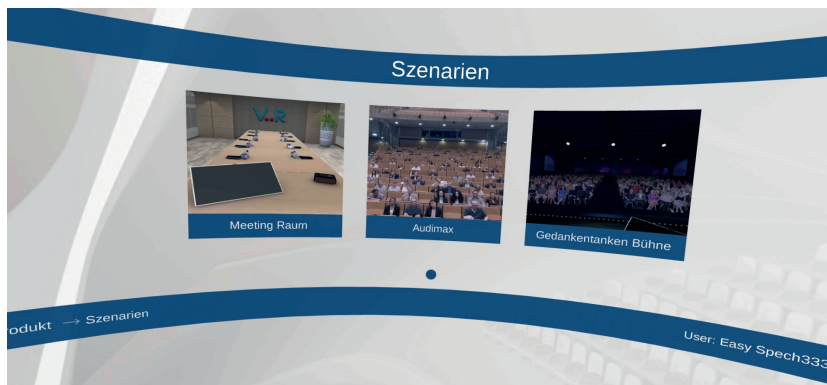 Szenarien
V..R
Meeting Raum
Audimax
Gedankentanken Bühne
odukt → Szenarien
User: Easy Spech333